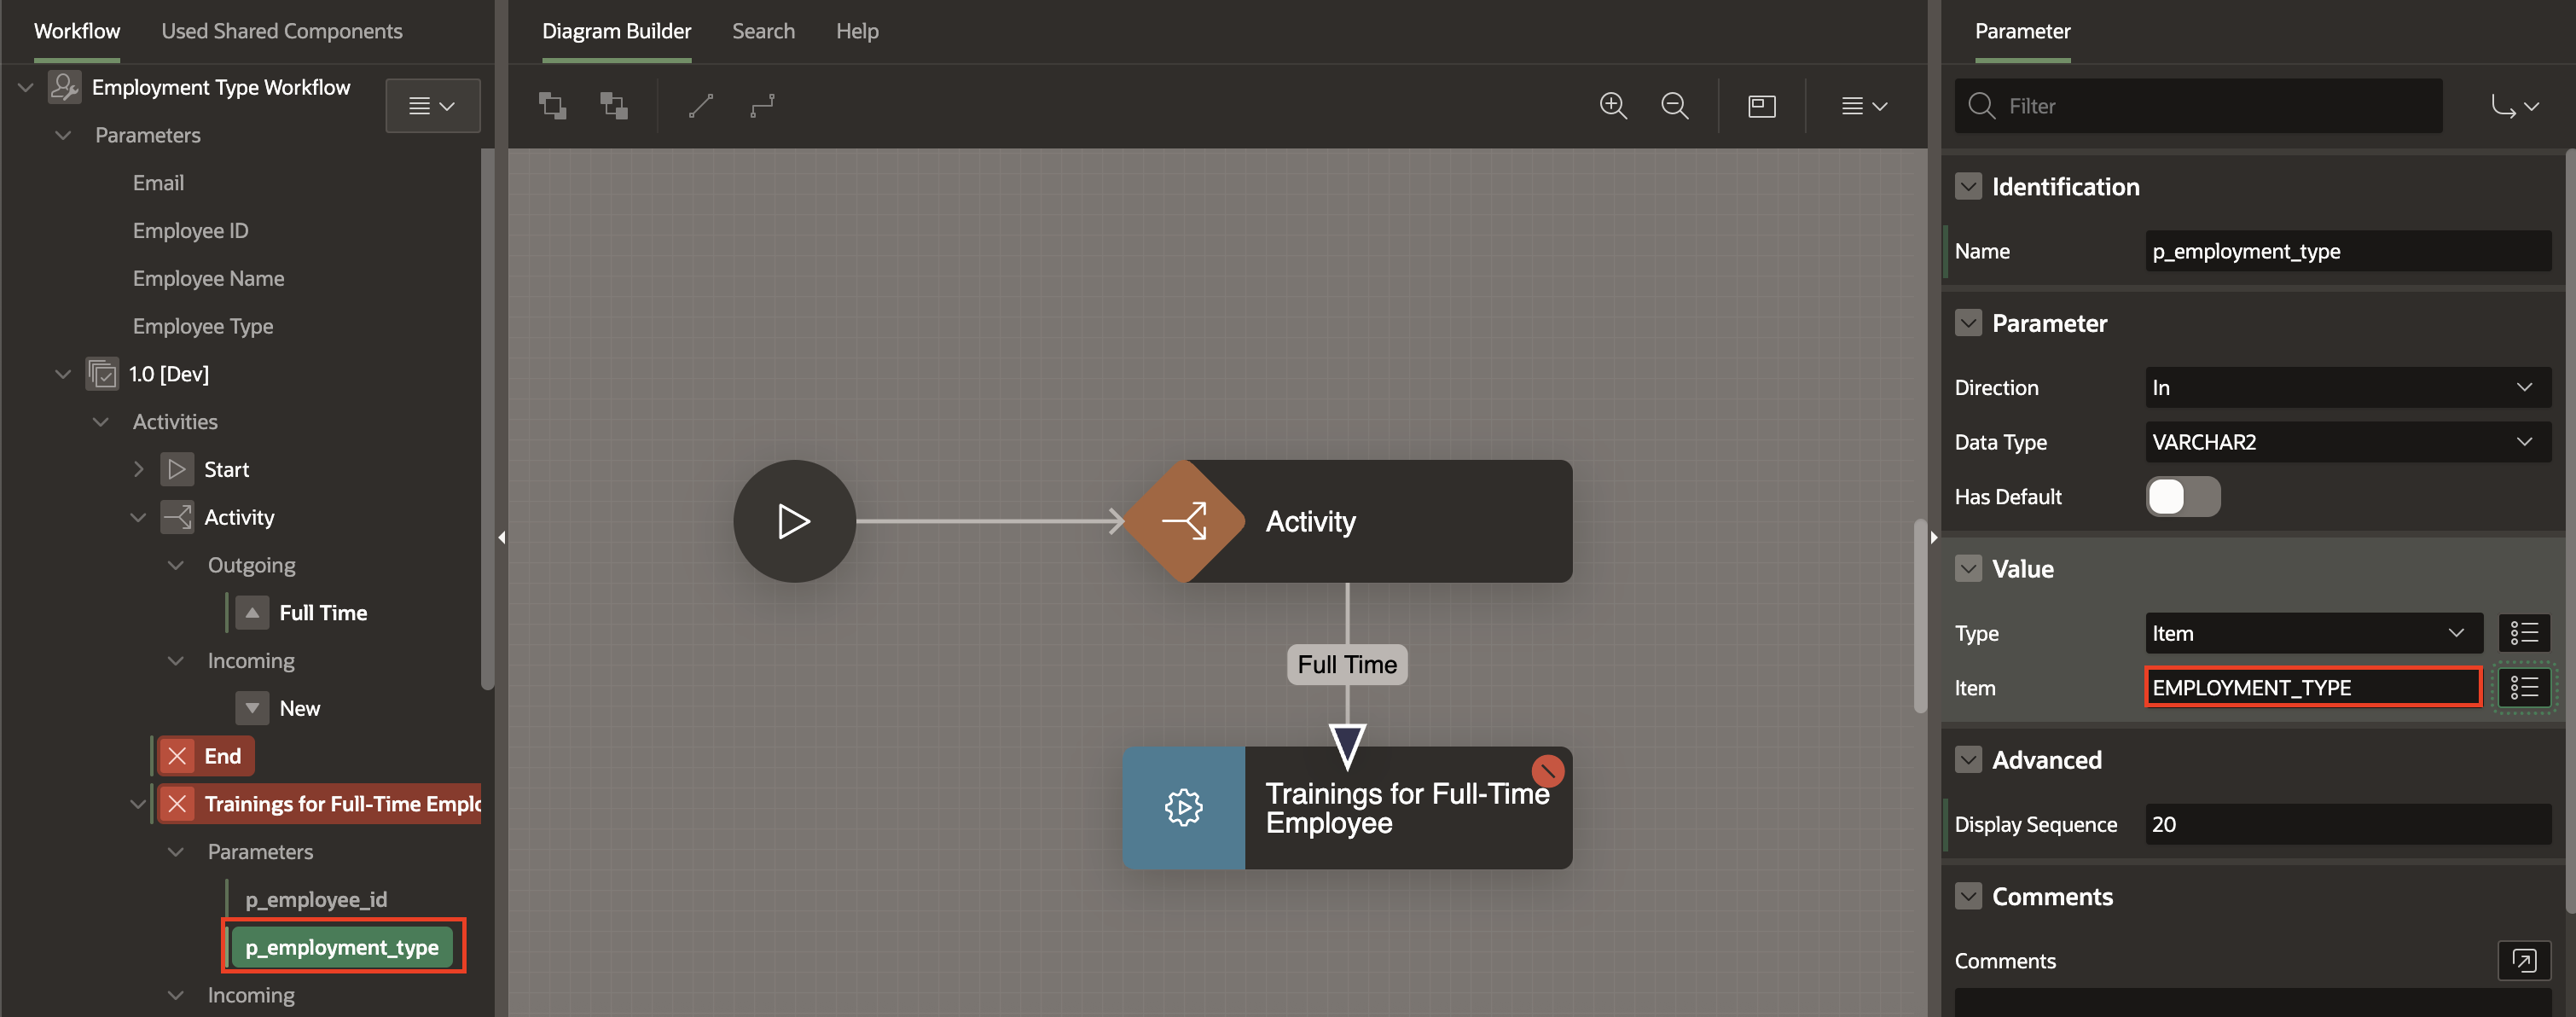 Workflow
Used Shared Components
Employment Type Workflow
Parameters
Email
Employee ID
Employee Name
Employee Type
1.0 [Dev]
Activities
Start
Activity
Outgoing
Full Time
Incoming
New
End
Trainings for Full-Time Emplo
Parameters
p_employee_id
p_employment_type
Incoming
Diagram Builder
Search
Help
Activity
Full Time
Trainings for Full-Time
Employee
Parameter
Filter
Identification
Name
p_employment_type
Parameter
Direction
In
Data Type
VARCHAR2
Has Default
Value
Type
Item
Item
EMPLOYMENT_TYPE
Advanced
Display Sequence
20
Comments
Comments